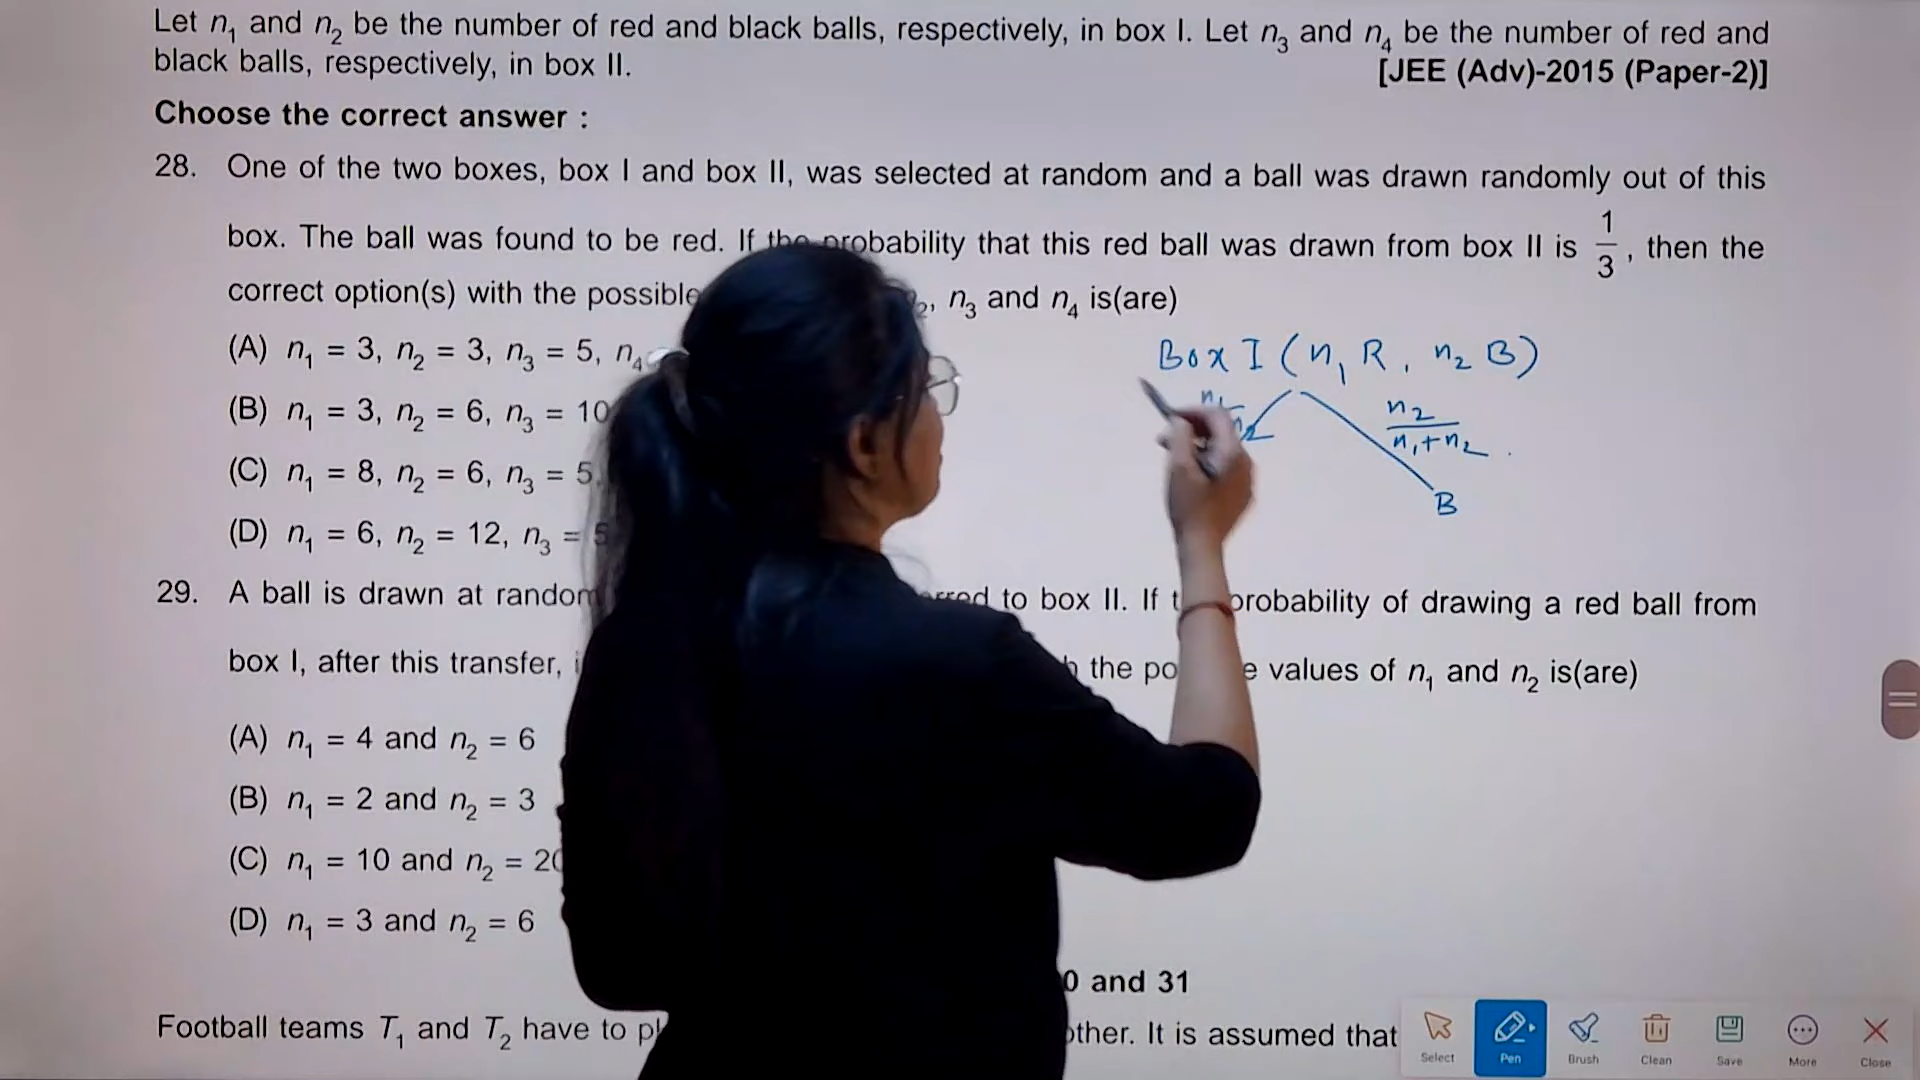 Let n₁ and n₂ be the number of red and black balls, respectively, in box I. Let n₃ and n₄ be the number of red and
black balls, respectively, in box II. [JEE (Adv)-2015 (Paper-2)]
Choose the correct answer :
28. One of the two boxes, box I and box II, was selected at random and a ball was drawn randomly out of this
box. The ball was found to be red. If the probability that this red ball was drawn from box II is 1/3, then the
correct option(s) with the possible n₃ and n₄ is(are)
(A) n₁ = 3, n₂ = 3, n₃ = 5, n₄
(B) n₁ = 3, n₂ = 6, n₃ = 10
(C) n₁ = 8, n₂ = 6, n₃ = 5,
(D) n₁ = 6, n₂ = 12, n₃ = 5
Box I (n₁ R, n₂ B)
n₂/(n₁+n₂)
B
29. A ball is drawn at random to box II. If probability of drawing a red ball from
box I, after this transfer, the values of n₁ and n₂ is(are)
(A) n₁ = 4 and n₂ = 6
(B) n₁ = 2 and n₂ = 3
(C) n₁ = 10 and n₂ = 20
(D) n₁ = 3 and n₂ = 6
and 31
Football teams T₁ and T₂ have to It is assumed that
Select Pen Brush Clean Save More Close